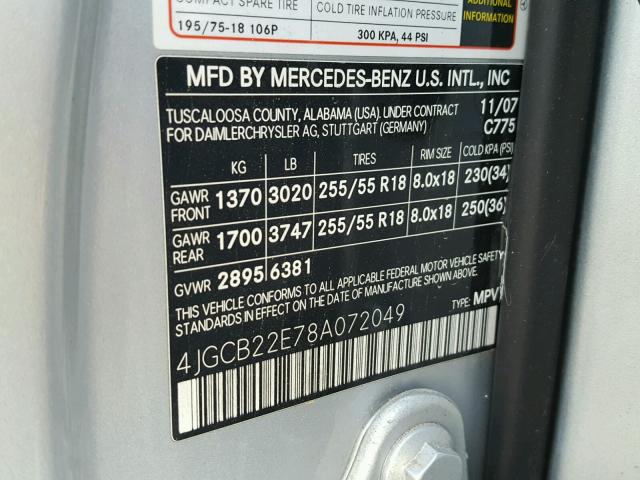 COMPACT SPARE TIRE COLD TIRE INFLATION PRESSURE ADDITIONAL INFORMATION
195/75-18 106P 300 KPA, 44 PSI
MFD BY MERCEDES-BENZ U.S. INTL., INC
TUSCALOOSA COUNTY, ALABAMA (USA). UNDER CONTRACT 11/07
FOR DAIMLERCHRYSLER AG, STUTTGART (GERMANY) C775
KG LB TIRES RIM SIZE COLD KPA (PSI)
GAWR FRONT 1370 3020 255/55 R18 8.0x18 230(34)
GAWR REAR 1700 3747 255/55 R18 8.0x18 250(36)
GVWR 2895 6381
THIS VEHICLE CONFORMS TO ALL APPLICABLE FEDERAL MOTOR VEHICLE SAFETY
STANDARDS IN EFFECT ON THE DATE OF MANUFACTURE SHOWN ABOVE.
TYPE: MPV
4JGCB22E78A072049